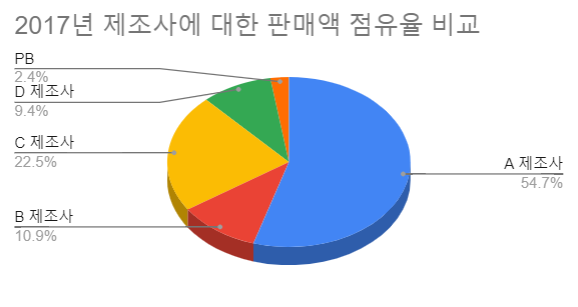 2017년 제조사에 대한 판매액 점유율 비교
PB
2.4%
D 제조사
9.4%
C 제조사
22.5%
A 제조사
54.7%
B 제조사
10.9%